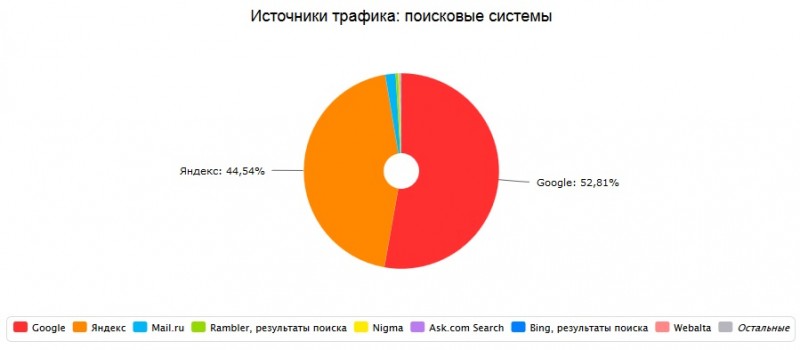 Источники трафика: поисковые системы
Яндекс: 44,54%
Google: 52,81%
Google Яндекс Mail.ru Rambler, результаты поиска Nigma Ask.com Search Bing, результаты поиска Webalta Остальные